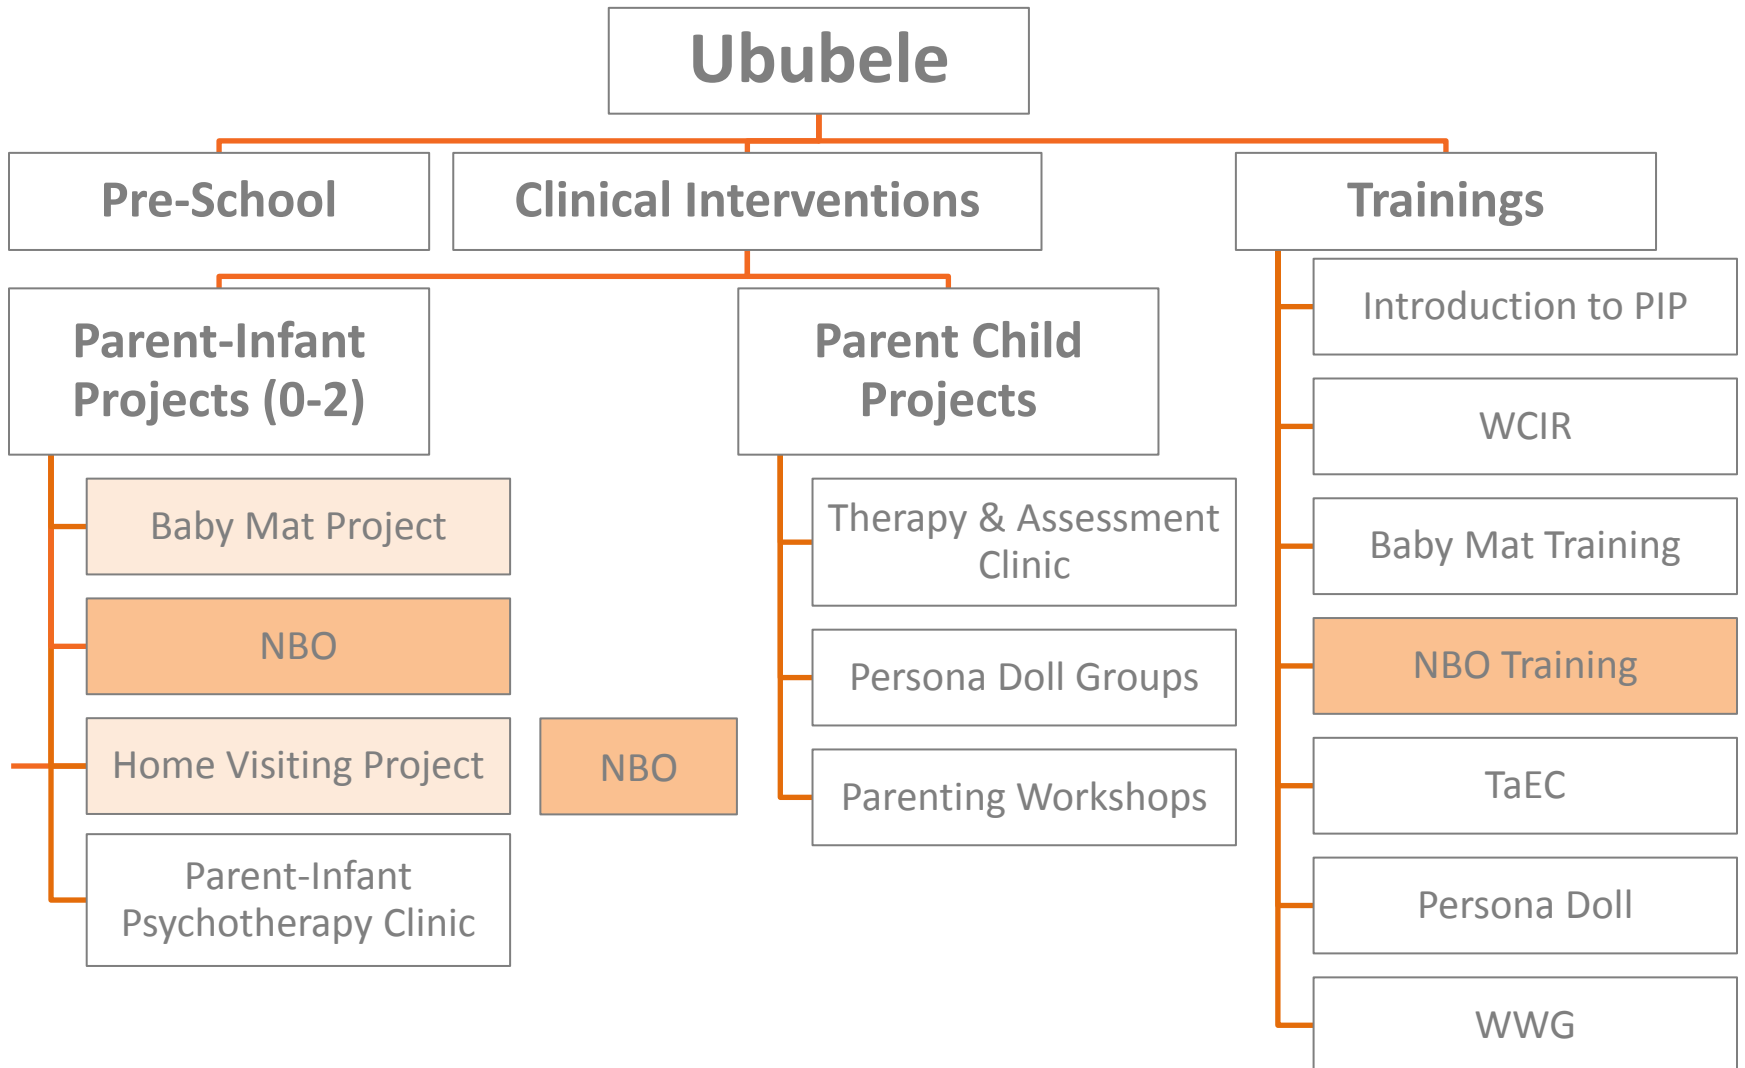 Ububele
Pre-School
Clinical Interventions
Trainings
Parent-Infant
Projects (0-2)
Baby Mat Project
NBO
Home Visiting Project
NBO
Parent-Infant
Psychotherapy Clinic
Parent Child
Projects
Therapy & Assessment
Clinic
Persona Doll Groups
Parenting Workshops
Introduction to PIP
WCIR
Baby Mat Training
NBO Training
TaEC
Persona Doll
WWG